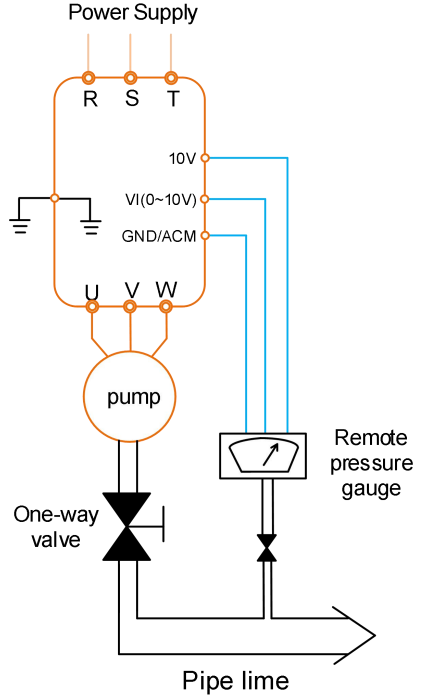 Power Supply
R S T
10V
VI(0~10V)
GND/ACM
U V W
pump
Remote
pressure
gauge
One-way
valve
Pipe lime